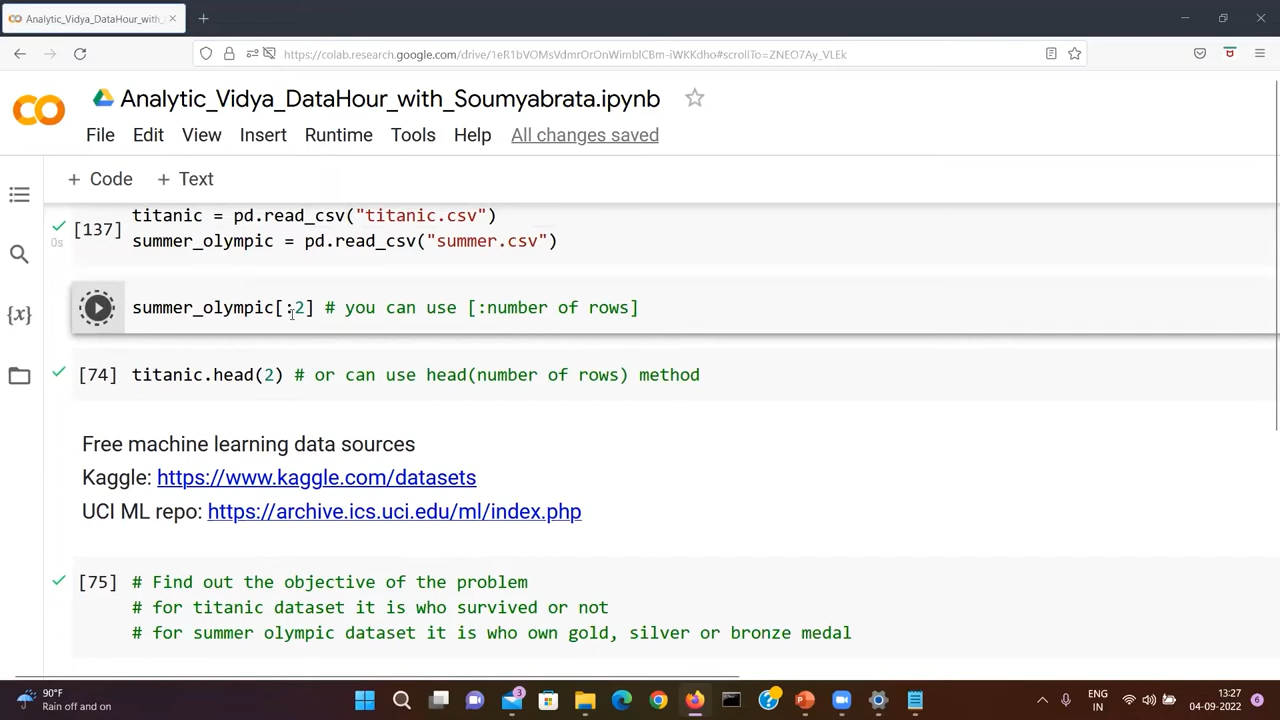 Analytic_Vidya_DataHour_with_
https://colab.research.google.com/drive/1eR1bVOMsVdmrOrOnWimblCBm-iWKKdho#scrollTo=ZNEO7Ay_VLEk
CO Analytic_Vidya_DataHour_with_Soumyabrata.ipynb
File Edit View Insert Runtime Tools Help All changes saved
+ Code + Text
titanic = pd.read_csv("titanic.csv")
[137]
0s
summer_olympic = pd.read_csv("summer.csv")
summer_olympic[:2] # you can use [:number of rows]
{x}
[74] titanic.head(2) # or can use head(number of rows) method
Free machine learning data sources
Kaggle: https://www.kaggle.com/datasets
UCI ML repo: https://archive.ics.uci.edu/ml/index.php
[75] # Find out the objective of the problem
# for titanic dataset it is who survived or not
# for summer olympic dataset it is who own gold, silver or bronze medal
90°F
Rain off and on
3
ENG
IN
13:27
04-09-2022
6